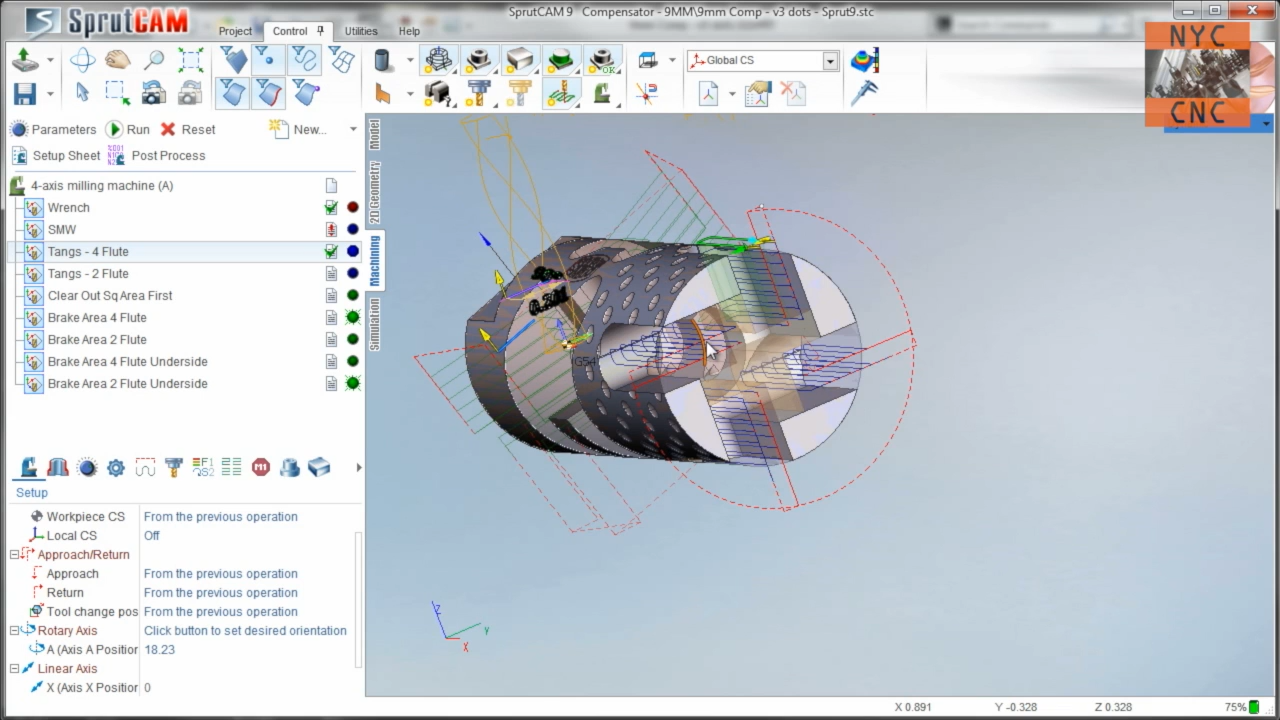 SprutCAM 9 - Compensator - 9MM\9mm Comp - v3 dots - Sprut9.stc
SprutCAM
Project
Control
Utilities
Help
NYC
CNC
Global CS
Parameters
Run
Reset
New...
Setup Sheet
Post Process
Model
2D Geometry
Machining
Simulation
4-axis milling machine (A)
Wrench
SMW
Tangs - 4 Flute
Tangs - 2 Flute
Clear Out Sq Area First
Brake Area 4 Flute
Brake Area 2 Flute
Brake Area 4 Flute Underside
Brake Area 2 Flute Underside
G54
Setup
Workpiece CS From the previous operation
Local CS Off
Approach/Return
Approach From the previous operation
Return From the previous operation
Tool change pos From the previous operation
Rotary Axis Click button to set desired orientation
A (Axis A Position 18.23
Linear Axis
X (Axis X Position 0
Z
Y
X
X 0.891 Y -0.328 Z 0.328 75%